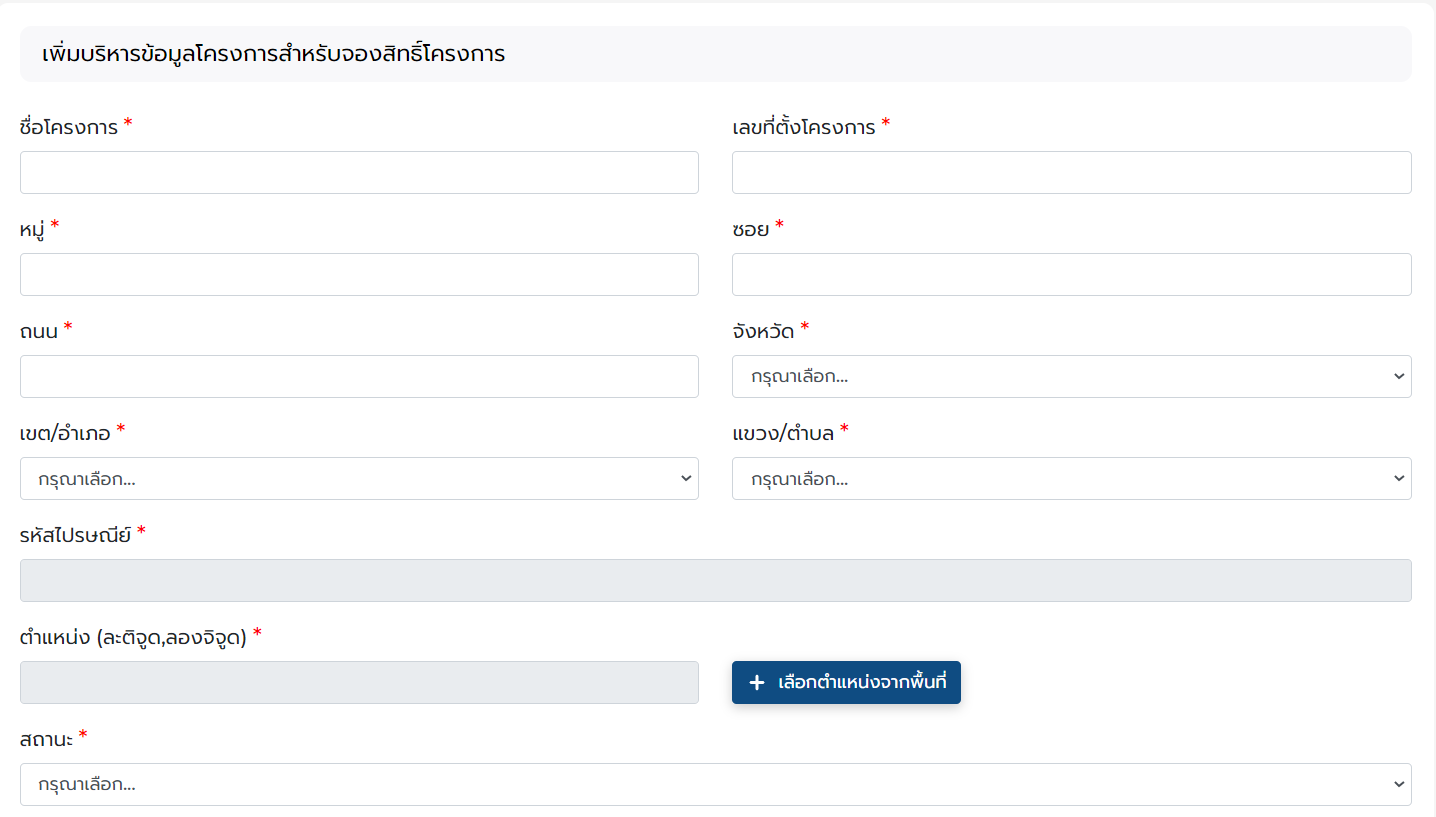 เพิ่มบริหารข้อมูลโครงการสำหรับจองสิทธิ์โครงการ
ชื่อโครงการ *
เลขที่ตั้งโครงการ *
หมู่ *
ซอย *
ถนน *
จังหวัด *
กรุณาเลือก...
เขต/อำเภอ *
แขวง/ตำบล *
กรุณาเลือก...
กรุณาเลือก...
รหัสไปรษณีย์ *
ตำแหน่ง (ละติจูด,ลองจิจูด) *
+ เลือกตำแหน่งจากพื้นที่
สถานะ *
กรุณาเลือก...